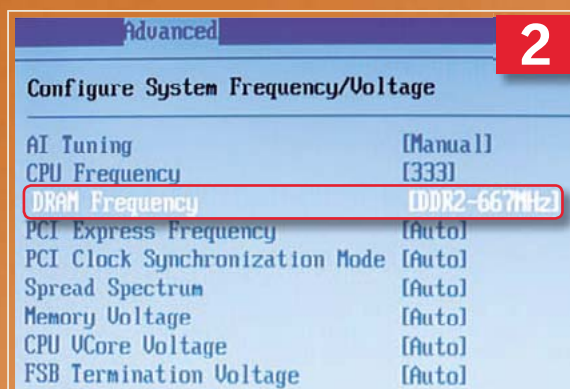 Advanced
2
Configure System Frequency/Voltage
AI Tuning [Manual]
CPU Frequency [333]
DRAM Frequency [DDR2-667MHz]
PCI Express Frequency [Auto]
PCI Clock Synchronization Mode [Auto]
Spread Spectrum [Auto]
Memory Voltage [Auto]
CPU VCore Voltage [Auto]
FSB Termination Voltage [Auto]